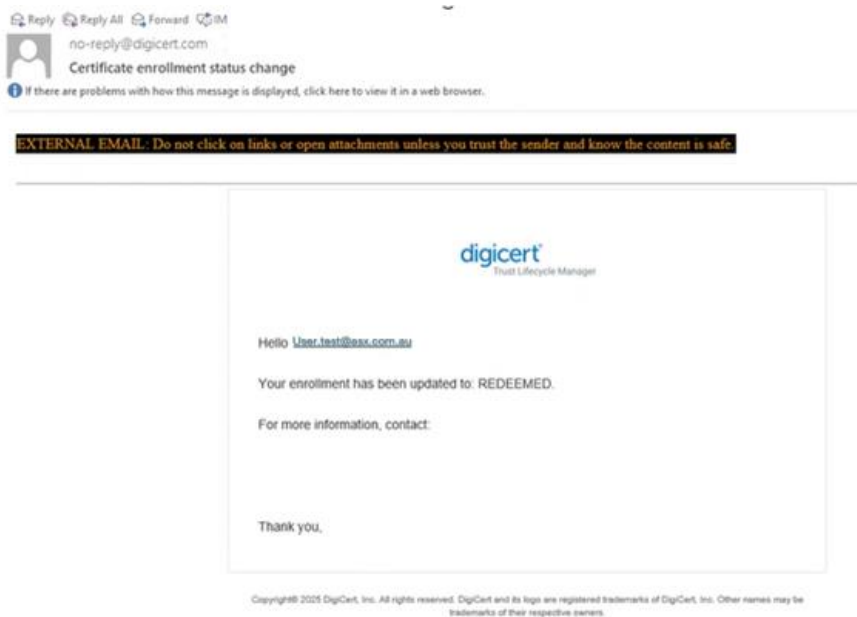 Reply Reply All Forward IM
no-reply@digicert.com
Certificate enrollment status change
If there are problems with how this message is displayed, click here to view it in a web browser.
EXTERNAL EMAIL: Do not click on links or open attachments unless you trust the sender and know the content is safe.
digicert®
Trust Lifecycle Manager
Hello User.test@asx.com.au
Your enrollment has been updated to: REDEEMED.
For more information, contact:
Thank you,
Copyright® 2025 DigiCert, Inc. All rights reserved. DigiCert and its logo are registered trademarks of DigiCert, Inc. Other names may be
trademarks of their respective owners.